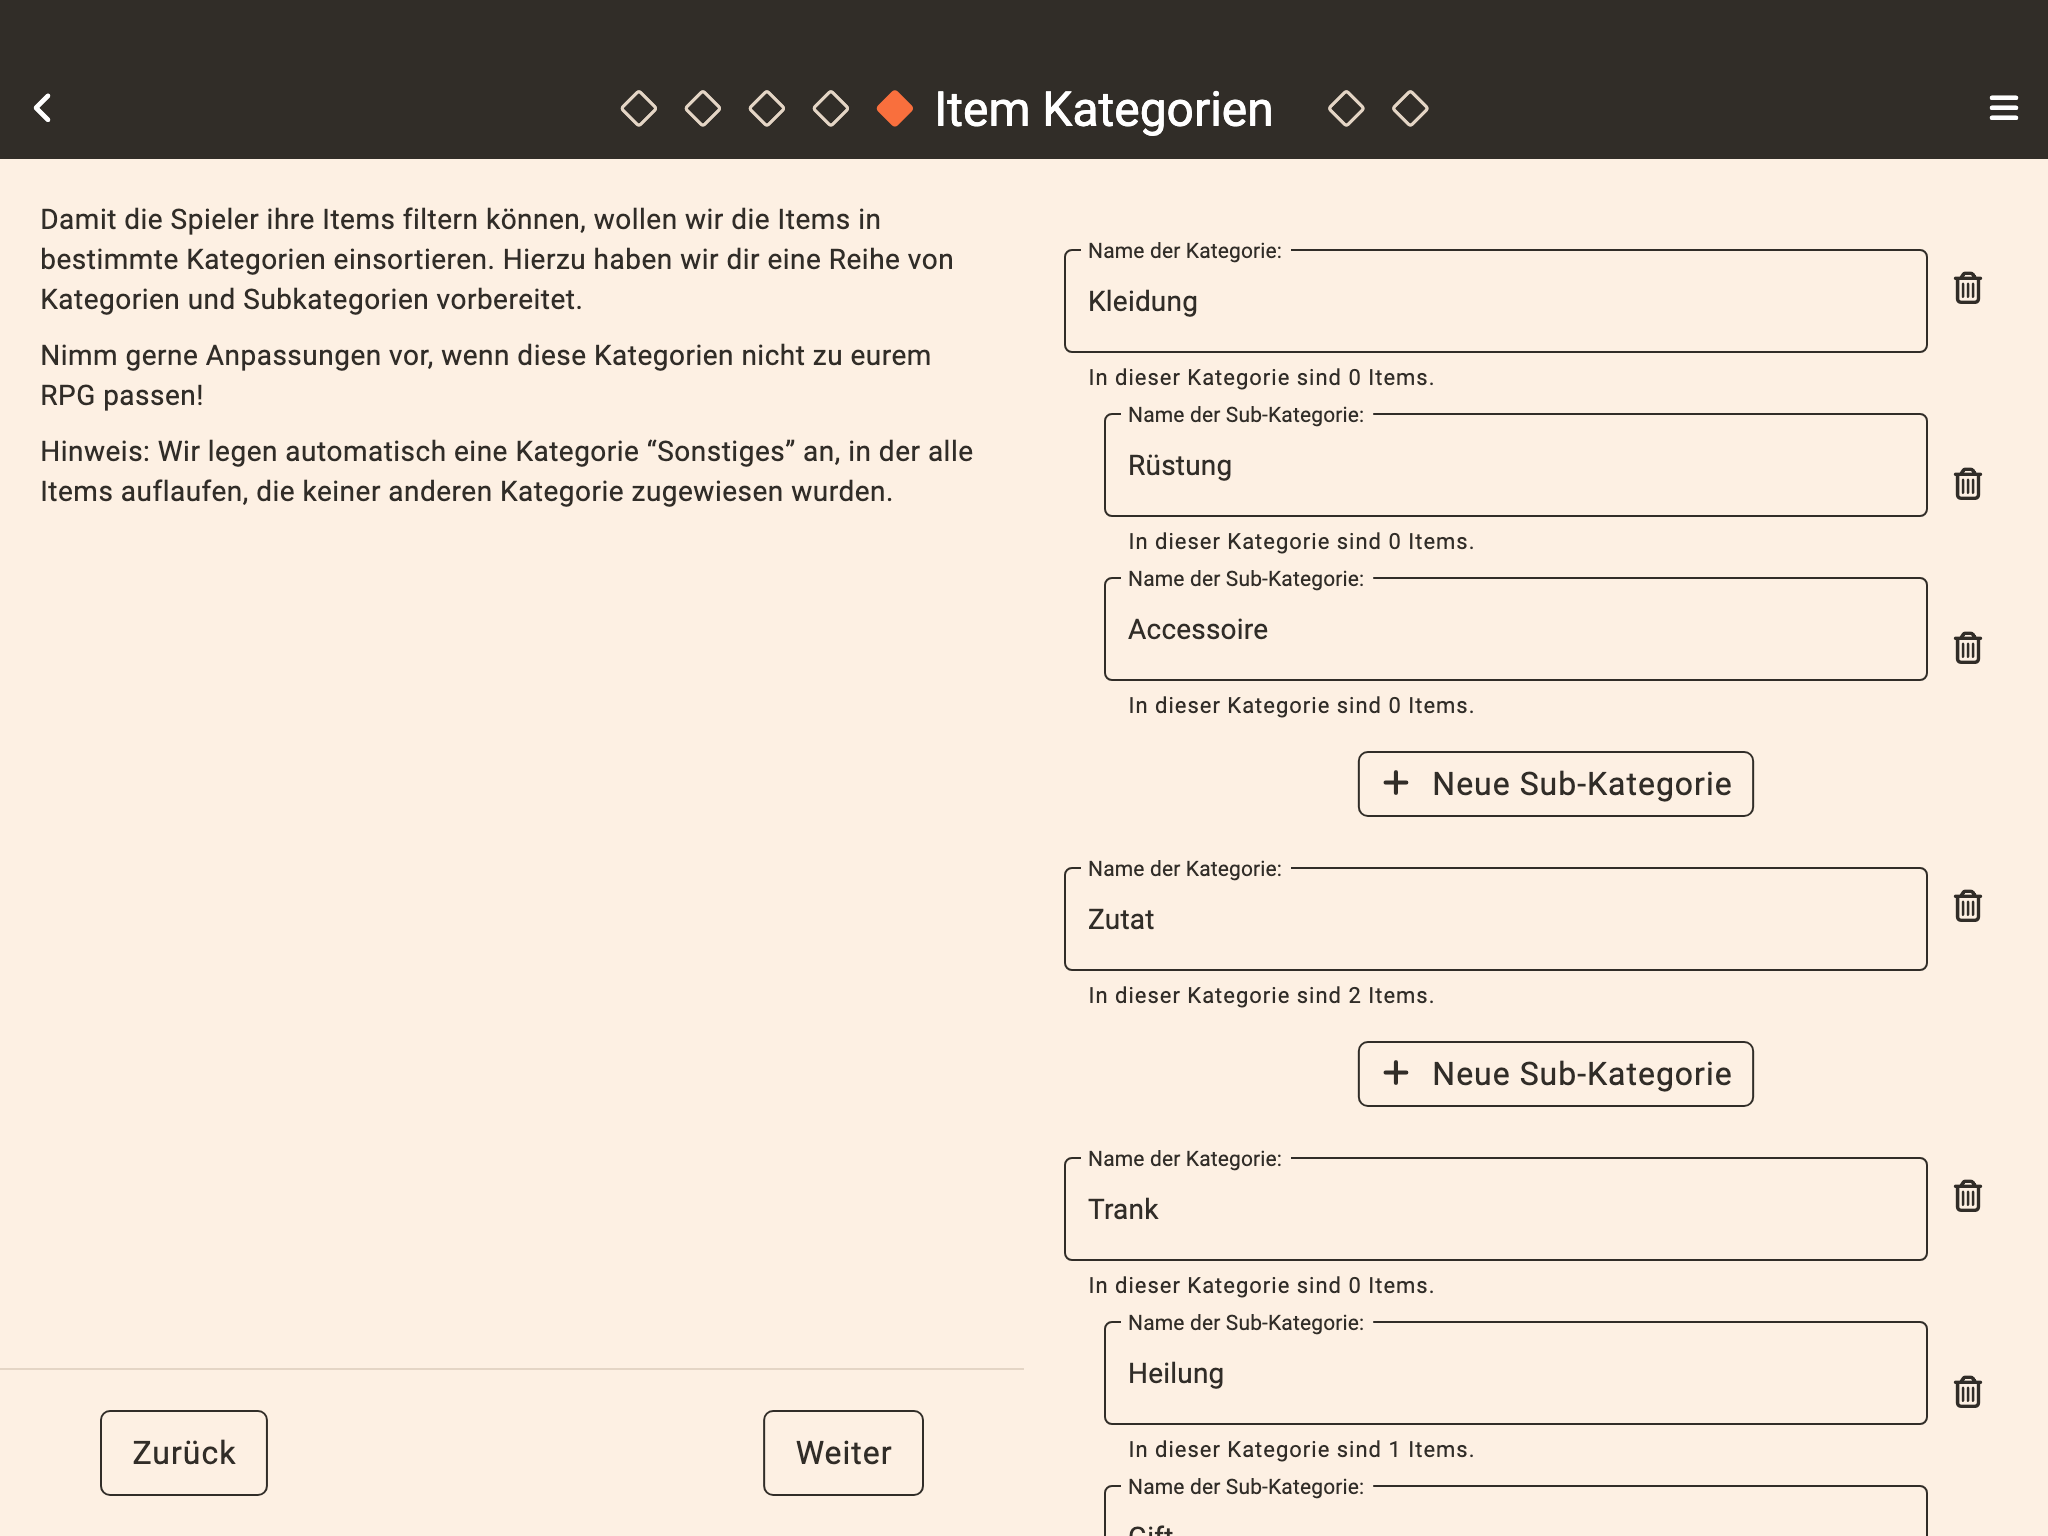 Item Kategorien
Damit die Spieler ihre Items filtern können, wollen wir die Items in
bestimmte Kategorien einsortieren. Hierzu haben wir dir eine Reihe von
Kategorien und Subkategorien vorbereitet.
Nimm gerne Anpassungen vor, wenn diese Kategorien nicht zu eurem
RPG passen!
Hinweis: Wir legen automatisch eine Kategorie “Sonstiges” an, in der alle
Items auflaufen, die keiner anderen Kategorie zugewiesen wurden.
Zurück
Weiter
Name der Kategorie:
Kleidung
In dieser Kategorie sind 0 Items.
Name der Sub-Kategorie:
Rüstung
In dieser Kategorie sind 0 Items.
Name der Sub-Kategorie:
Accessoire
In dieser Kategorie sind 0 Items.
+ Neue Sub-Kategorie
Name der Kategorie:
Zutat
In dieser Kategorie sind 2 Items.
+ Neue Sub-Kategorie
Name der Kategorie:
Trank
In dieser Kategorie sind 0 Items.
Name der Sub-Kategorie:
Heilung
In dieser Kategorie sind 1 Items.
Name der Sub-Kategorie:
Gift